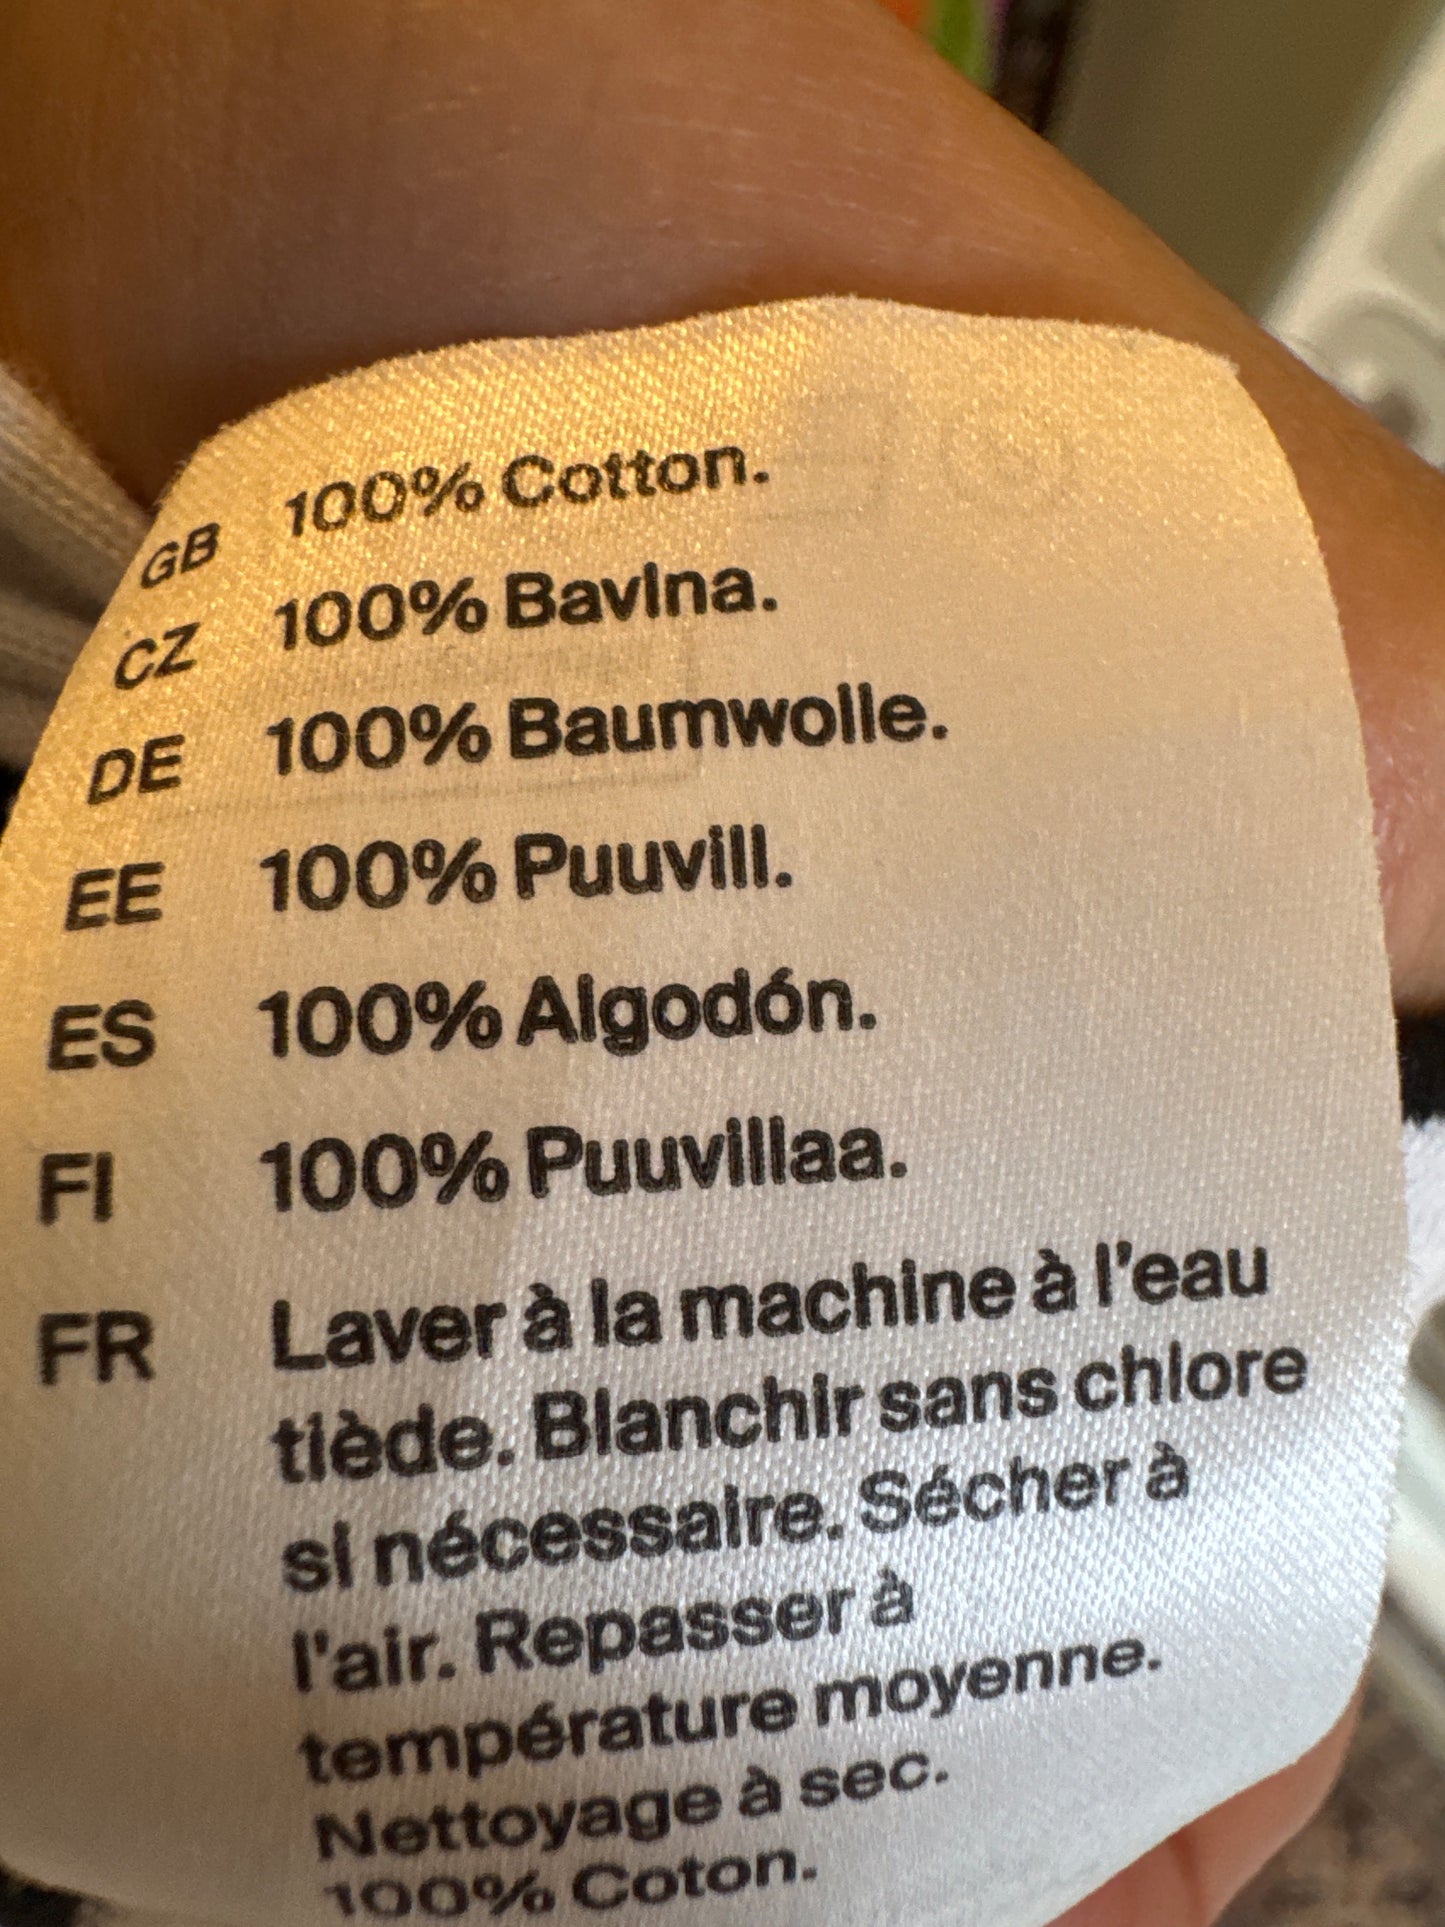 GB 100% Cotton.
CZ 100% Bavlna.
DE 100% Baumwolle.
EE 100% Puuvill.
ES 100% Algodón.
FI 100% Puuvillaa.
FR Laver à la machine à l'eau
tiède. Blanchir sans chlore
si nécessaire. Sécher à
l'air. Repasser à
température moyenne.
Nettoyage à sec.
100% Coton.